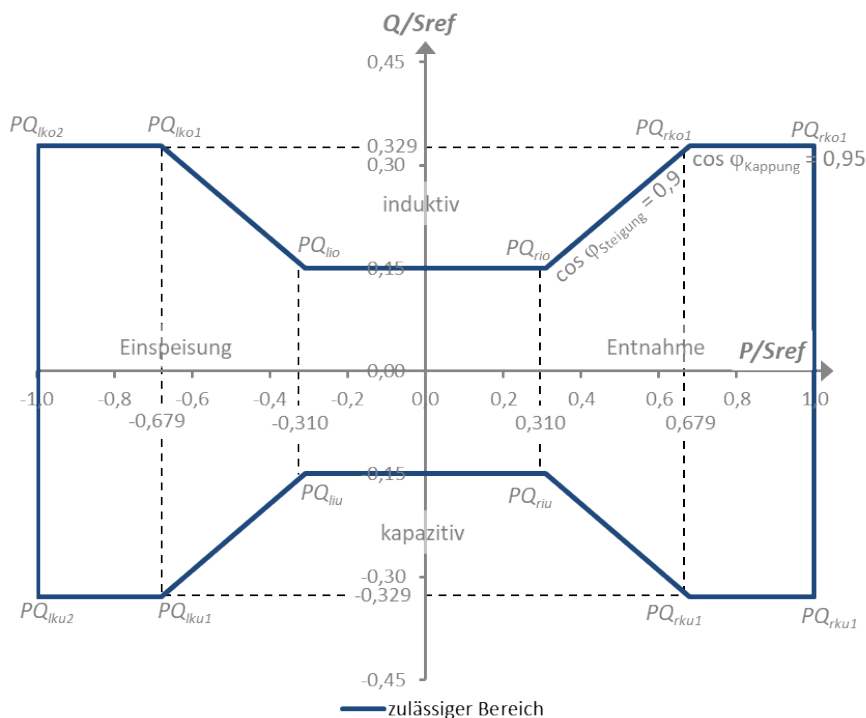 Q/Sref
0,45
PQlko2
PQlko1
PQrko1
PQrko1
0,329
0,30
cos φKappung = 0,95
induktiv
cos φSteigung = 0,9
PQlio
PQrio
0,15
Einspeisung
Entnahme
P/Sref
0,00
-1,0 -0,8 -0,6 -0,4 -0,2 0,0 0,2 0,4 0,6 0,8 1,0
-0,679 -0,310 0,310 0,679
-0,15
PQliu
PQriu
kapazitiv
-0,30
-0,329
PQlku2
PQlku1
PQrku1
PQrku1
-0,45
zulässiger Bereich